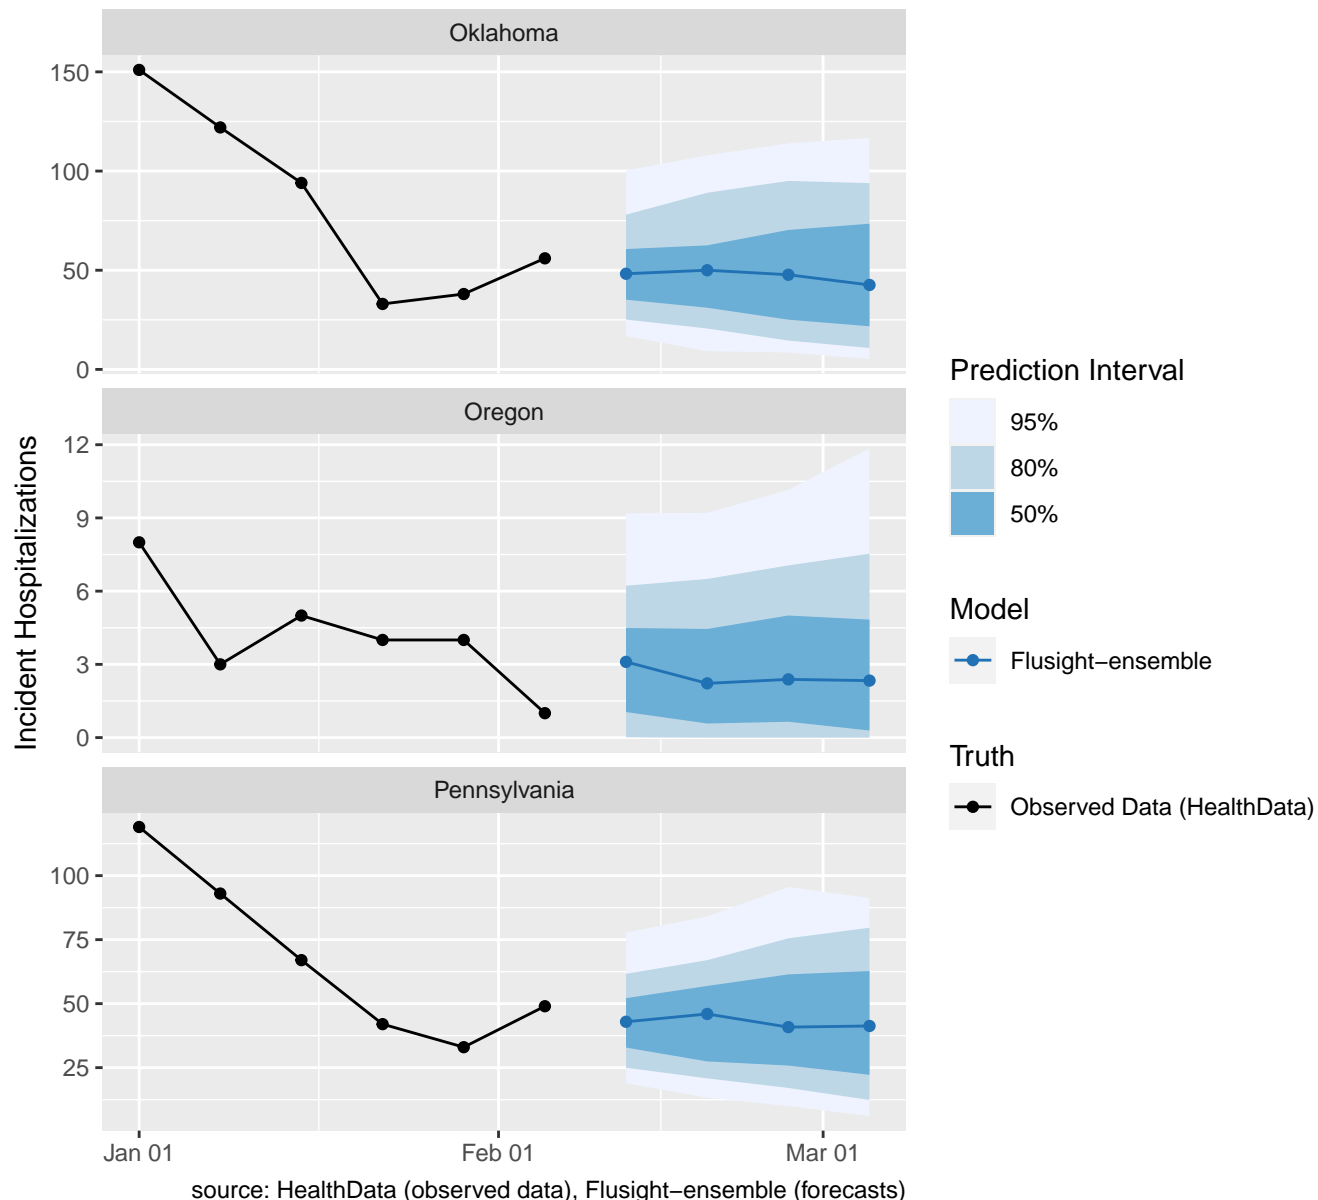 Oklahoma
150
100
50
0
Oregon
12
9
6
3
0
Pennsylvania
100
75
50
25
Jan 01 Feb 01 Mar 01
Incident Hospitalizations
source: HealthData (observed data), Flusight−ensemble (forecasts)
Prediction Interval
95%
80%
50%
Model
Flusight−ensemble
Truth
Observed Data (HealthData)